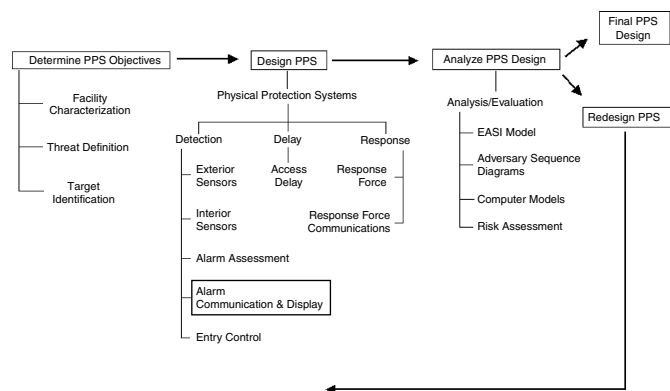 Final PPS
Design
Determine PPS Objectives
Design PPS
Analyze PPS Design
Facility
Characterization
Threat Definition
Target
Identification
Physical Protection Systems
Detection
Delay
Response
Exterior
Sensors
Access
Delay
Response
Force
Interior
Sensors
Response Force
Communications
Alarm Assessment
Alarm
Communication & Display
Entry Control
Analysis/Evaluation
EASI Model
Adversary Sequence
Diagrams
Computer Models
Risk Assessment
Redesign PPS